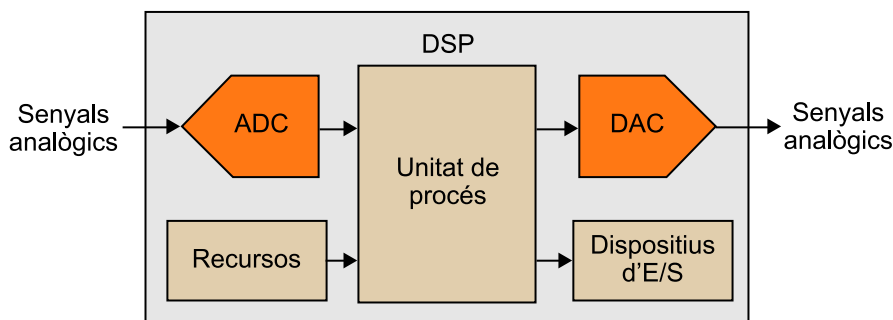 DSP
Senyals
analògics
ADC
Unitat de
procés
DAC
Senyals
analògics
Recursos
Dispositius
d'E/S